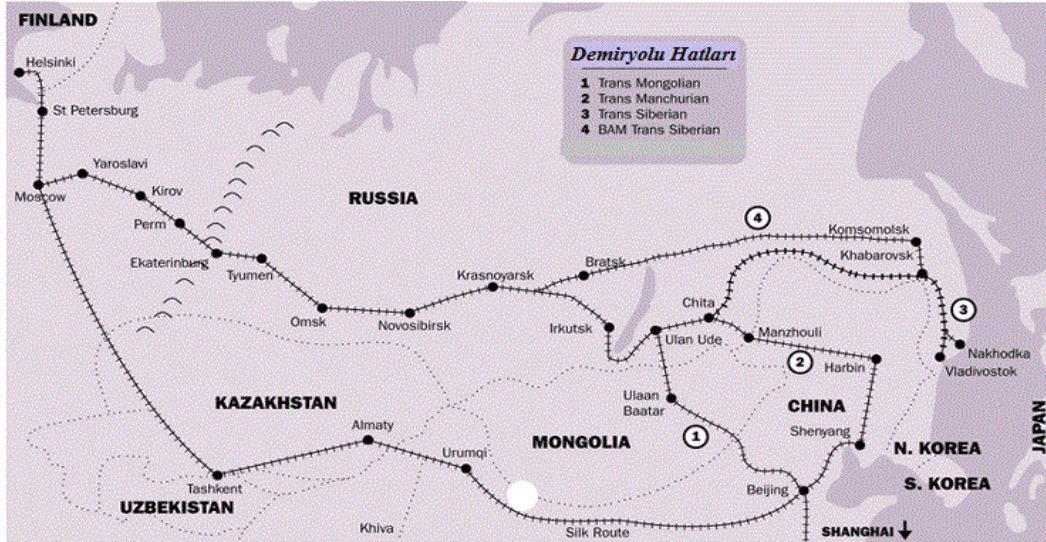 FINLAND
Helsinki
St Petersburg
Demiryolu Hatları
1 Trans Mongolian
2 Trans Manchurian
3 Trans Siberian
4 BAM Trans Siberian
Yaroslavi
Moscow
Kirov
Perm
RUSSIA
Ekaterinburg
Tyumen
Omsk
Novosibirsk
Krasnoyarsk
Bratsk
4
Komsomolsk
Khabarovsk
Irkutsk
Chita
Ulan Ude
Manzhouli
2
Harbin
3
Nakhodka
Vladivostok
KAZAKHSTAN
Ulaan
Baatar
CHINA
JAPAN
Almaty
Urumqi
MONGOLIA
1
Shenyang
N. KOREA
Tashkent
Beijing
S. KOREA
UZBEKISTAN
Khiva
Silk Route
SHANGHAI